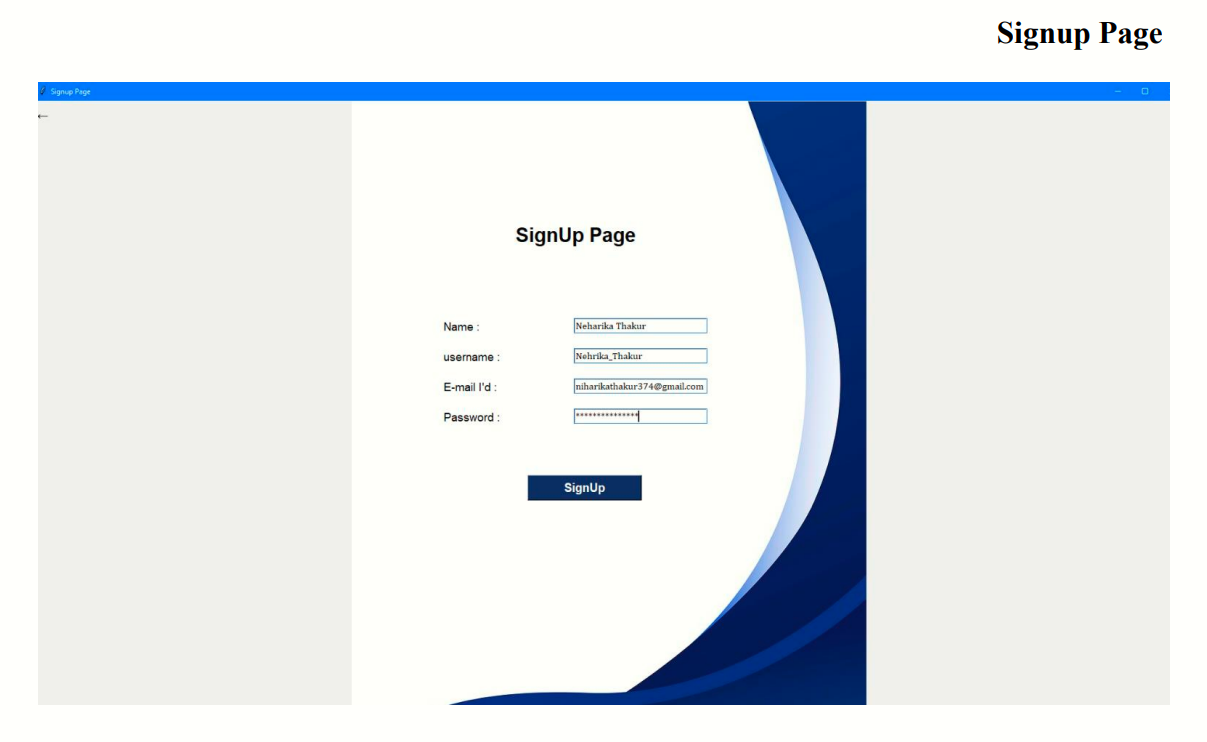 Signup Page
Signup Page
SignUp Page
Name : Neharika Thakur
username : Nehrika_Thakur
E-mail I'd : niharikathakur374@gmail.com
Password : ***************
SignUp